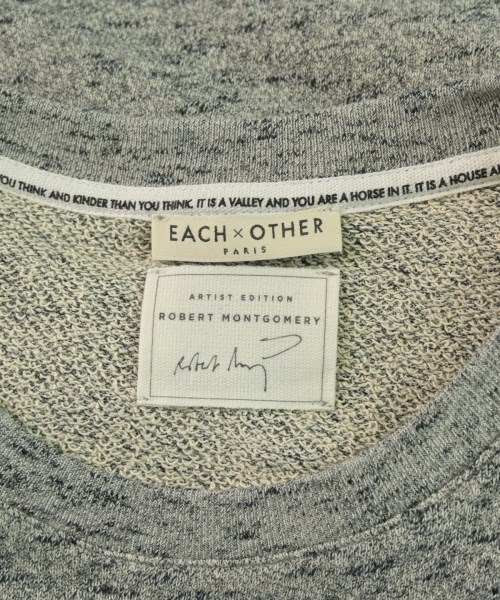 YOU THINK AND KINDER THAN YOU THINK. IT IS A VALLEY AND YOU ARE A HORSE IN IT. IT IS A HOUSE
EACH × OTHER
PARIS
ARTIST EDITION
ROBERT MONTGOMERY